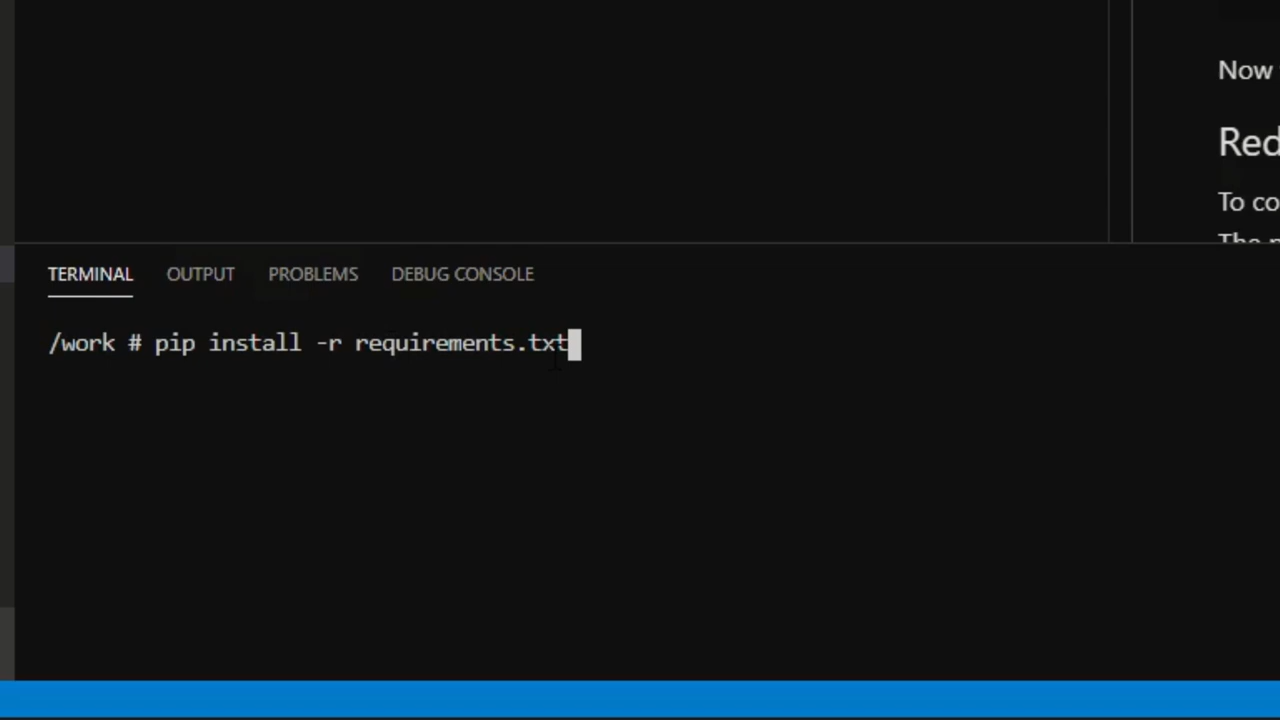 Now
Red
To co
TERMINAL OUTPUT PROBLEMS DEBUG CONSOLE
/work # pip install -r requirements.txt